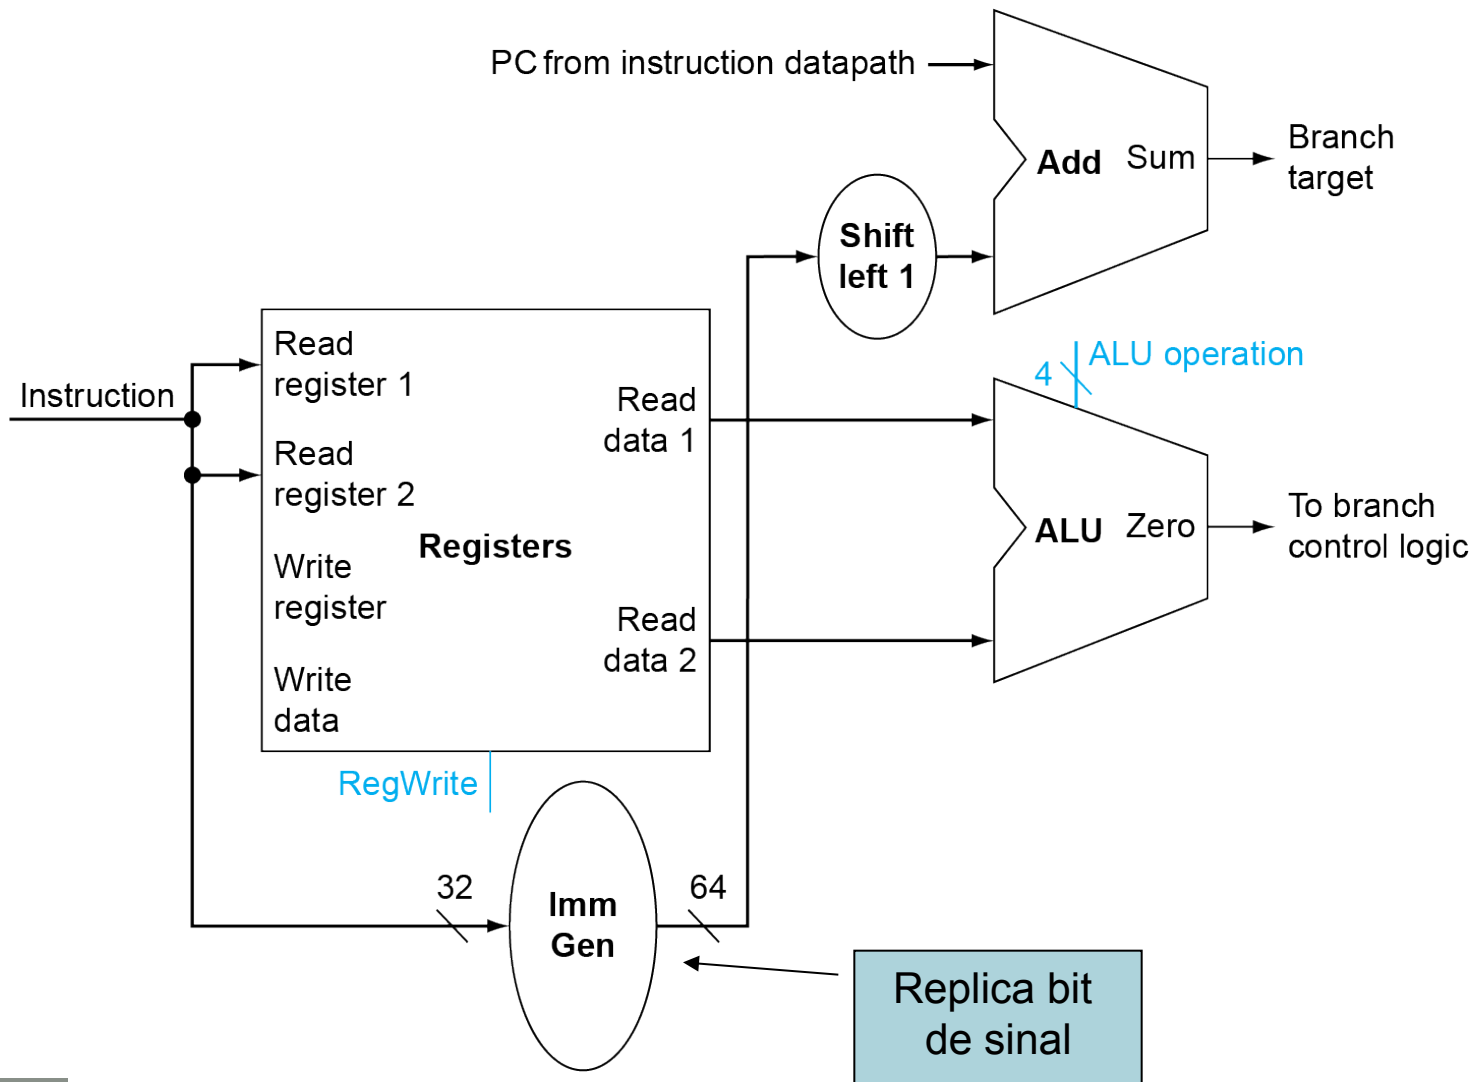 PC from instruction datapath
Add Sum
Branch
target
Shift
left 1
Instruction
Read
register 1
Read
register 2
Write
register
Write
data
Registers
Read
data 1
Read
data 2
RegWrite
4
ALU operation
ALU Zero
To branch
control logic
32
Imm
Gen
64
Replica bit
de sinal